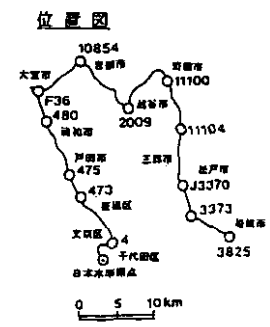 位置図
10854
春日部市
大宮市
野田市
11100
F36
越谷市
2009
480
浦和市
11104
三郷市
戸田市
475
松戸市
J3370
473
板橋区
3373
船橋市
3825
文京区
4
千代田区
日本水準原点
0 5 10km